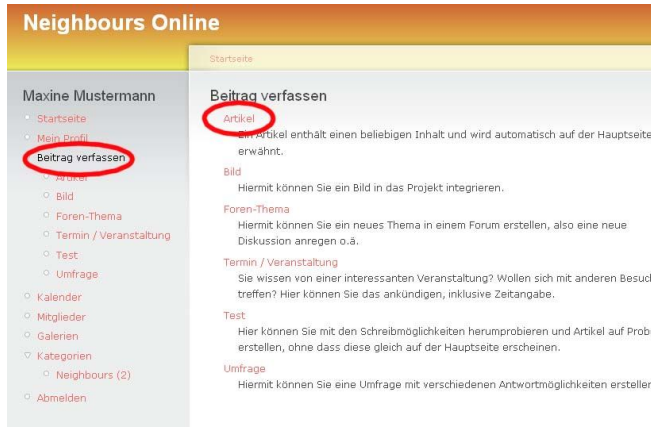 Neighbours Online
Startseite
Maxine Mustermann
Startseite
Mein Profil
Beitrag verfassen
Artikel
Bild
Foren-Thema
Termin / Veranstaltung
Test
Umfrage
Kalender
Mitglieder
Galerien
Kategorien
Neighbours (2)
Abmelden
Beitrag verfassen
Artikel
Ein Artikel enthält einen beliebigen Inhalt und wird automatisch auf der Hauptseite
erwähnt.
Bild
Hiermit können Sie ein Bild in das Projekt integrieren.
Foren-Thema
Hiermit können Sie ein neues Thema in einem Forum erstellen, also eine neue
Diskussion anregen o.ä.
Termin / Veranstaltung
Sie wissen von einer interessanten Veranstaltung? Wollen sich mit anderen Besuc
treffen? Hier können Sie das ankündigen, inklusive Zeitangabe.
Test
Hier können Sie mit den Schreibmöglichkeiten herumprobieren und Artikel auf Prob
erstellen, ohne dass diese gleich auf der Hauptseite erscheinen.
Umfrage
Hiermit können Sie eine Umfrage mit verschiedenen Antwortmöglichkeiten erstellen